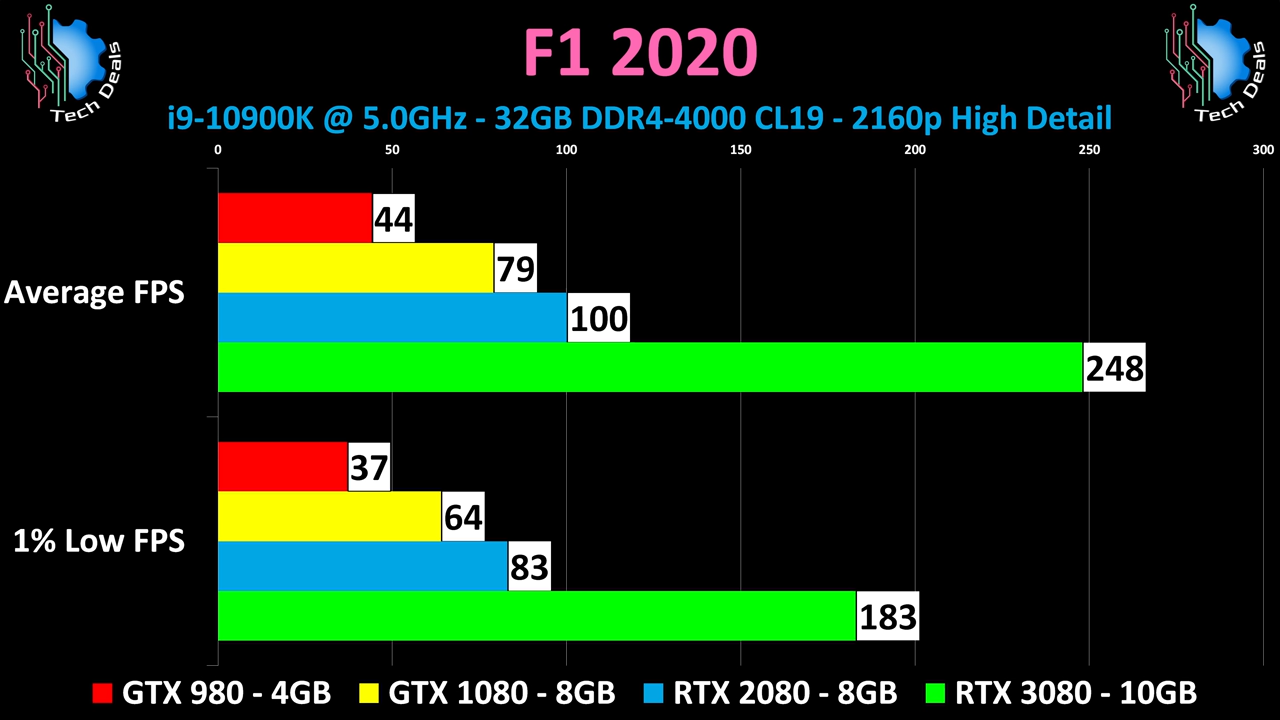 Tech Deals
F1 2020
Tech Deals
i9-10900K @ 5.0GHz - 32GB DDR4-4000 CL19 - 2160p High Detail
0 50 100 150 200 250 300
44
79
Average FPS
100
248
37
64
1% Low FPS
83
183
GTX 980 - 4GB GTX 1080 - 8GB RTX 2080 - 8GB RTX 3080 - 10GB